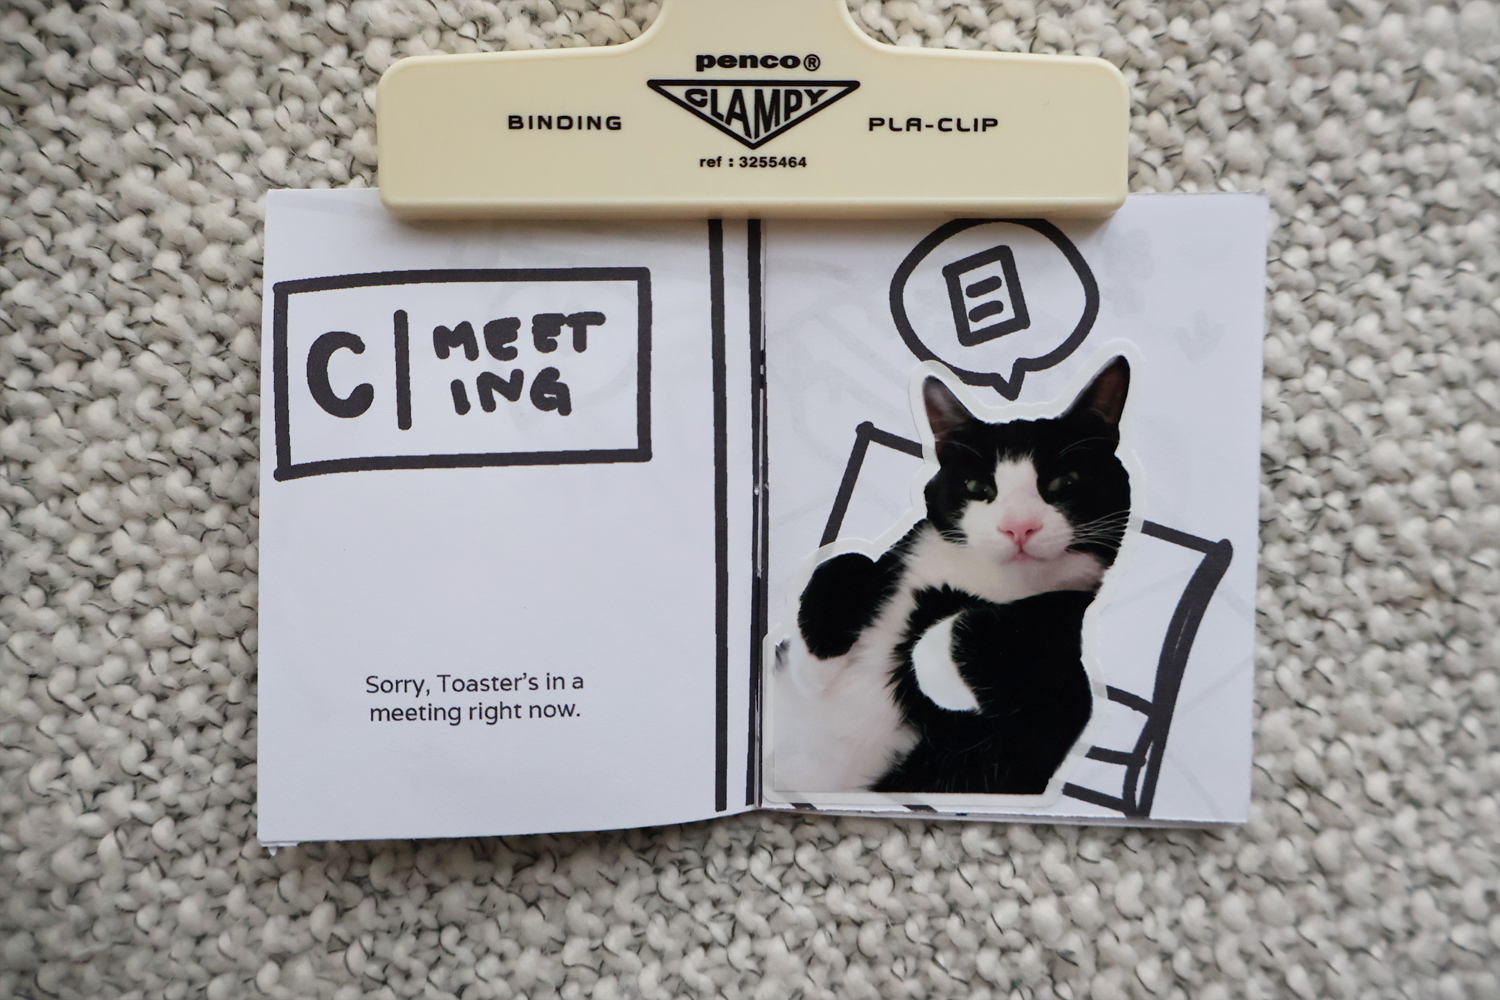 penco®
CLAMPY
BINDING
PLA-CLIP
ref : 3255464
C
MEET
ING
Sorry, Toaster's in a
meeting right now.